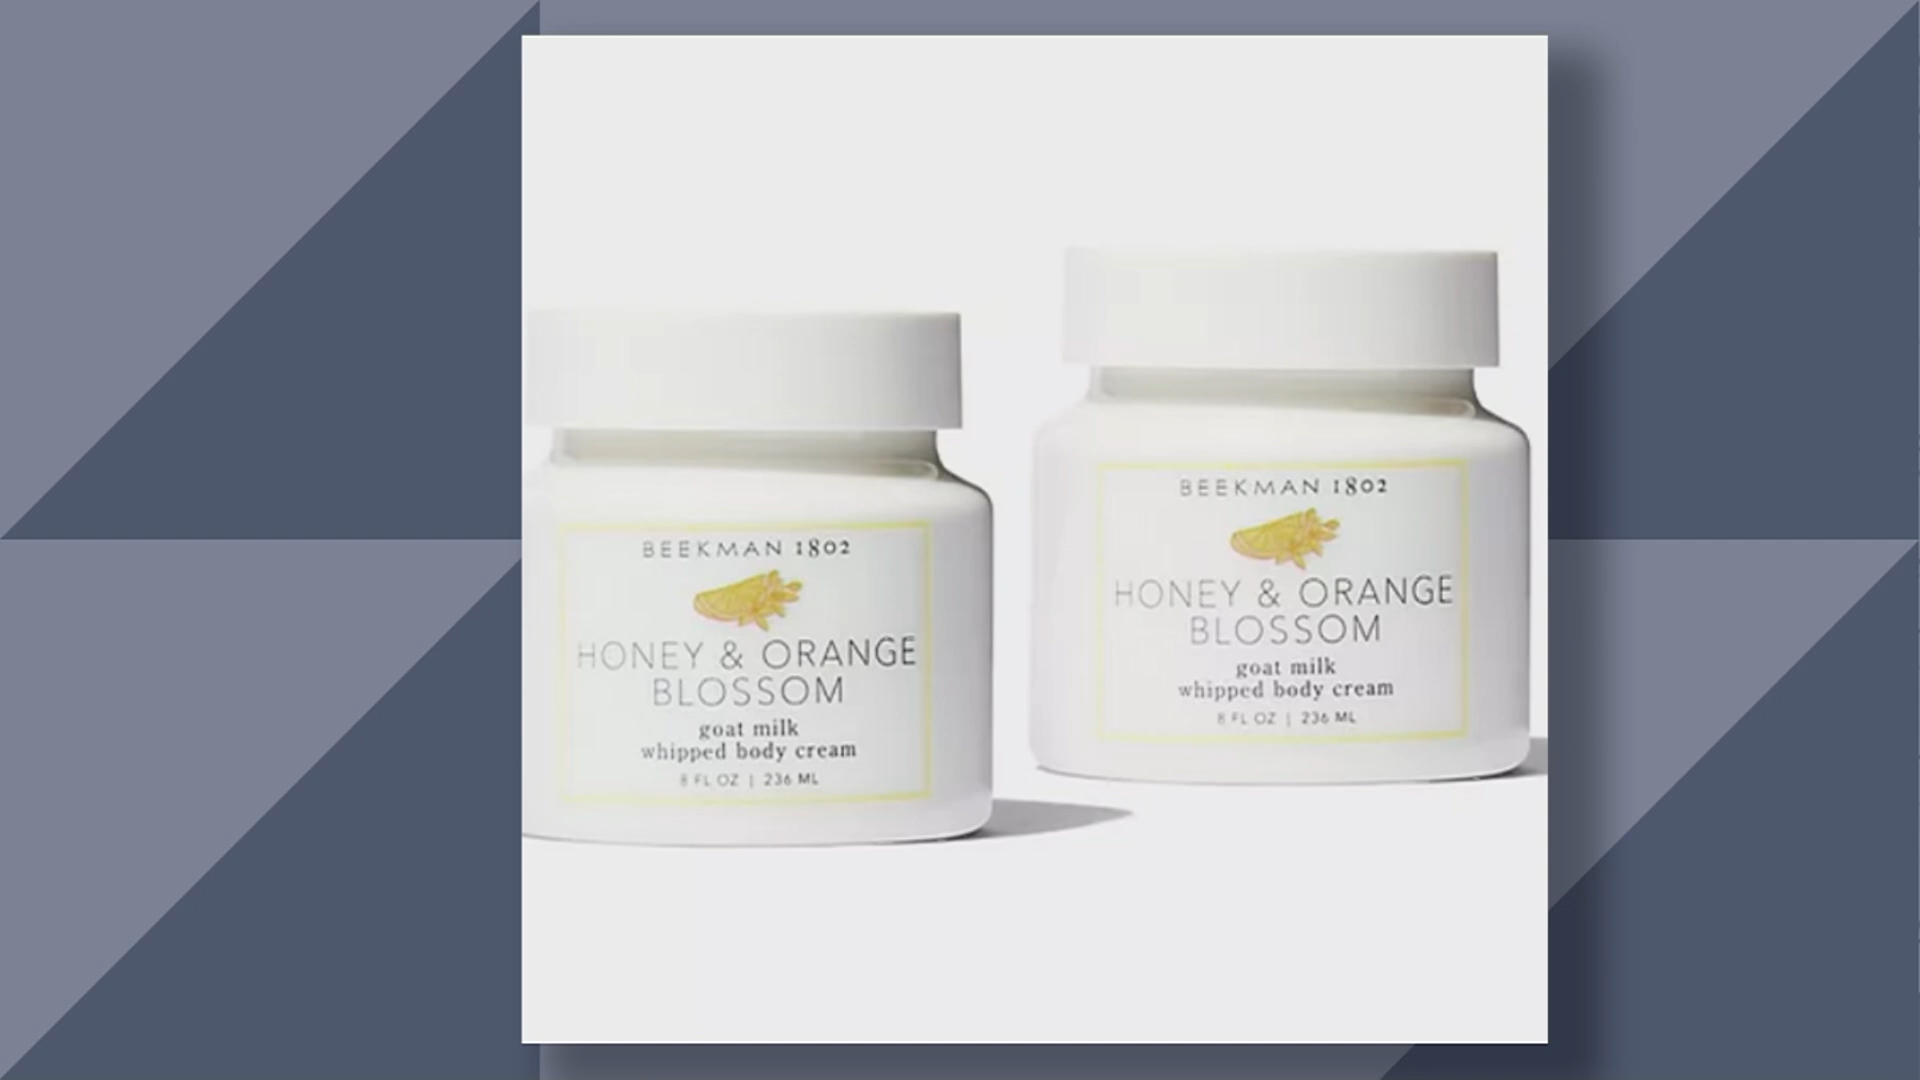 BEEKMAN 1802
HONEY & ORANGE
BLOSSOM
goat milk
whipped body cream
8 FL OZ | 236 ML
BEEKMAN 1802
HONEY & ORANGE
BLOSSOM
goat milk
whipped body cream
8 FL OZ | 236 ML